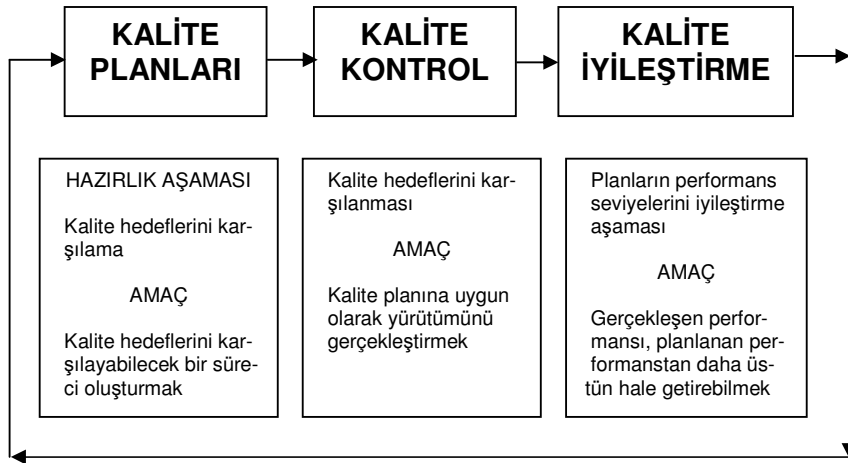 KALİTE
PLANLARI
KALİTE
KONTROL
KALİTE
İYİLEŞTİRME
HAZIRLIK AŞAMASI
Kalite hedeflerini kar-
şılama
AMAÇ
Kalite hedeflerini kar-
şılayabilecek bir süre-
ci oluşturmak
Kalite hedeflerini kar-
şılanması
AMAÇ
Kalite planına uygun
olarak yürütümünü
gerçekleştirmek
Planların performans
seviyelerini iyileştirme
aşaması
AMAÇ
Gerçekleşen perfor-
mansı, planlanan per-
formanstan daha üs-
tün hale getirebilmek